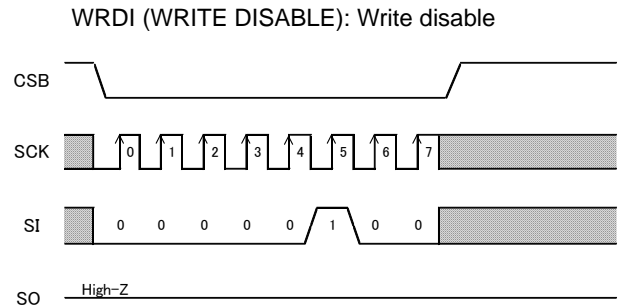 WRDI (WRITE DISABLE): Write disable
CSB
SCK 0 1 2 3 4 5 6 7
SI 0 0 0 0 0 1 0 0
SO High-Z